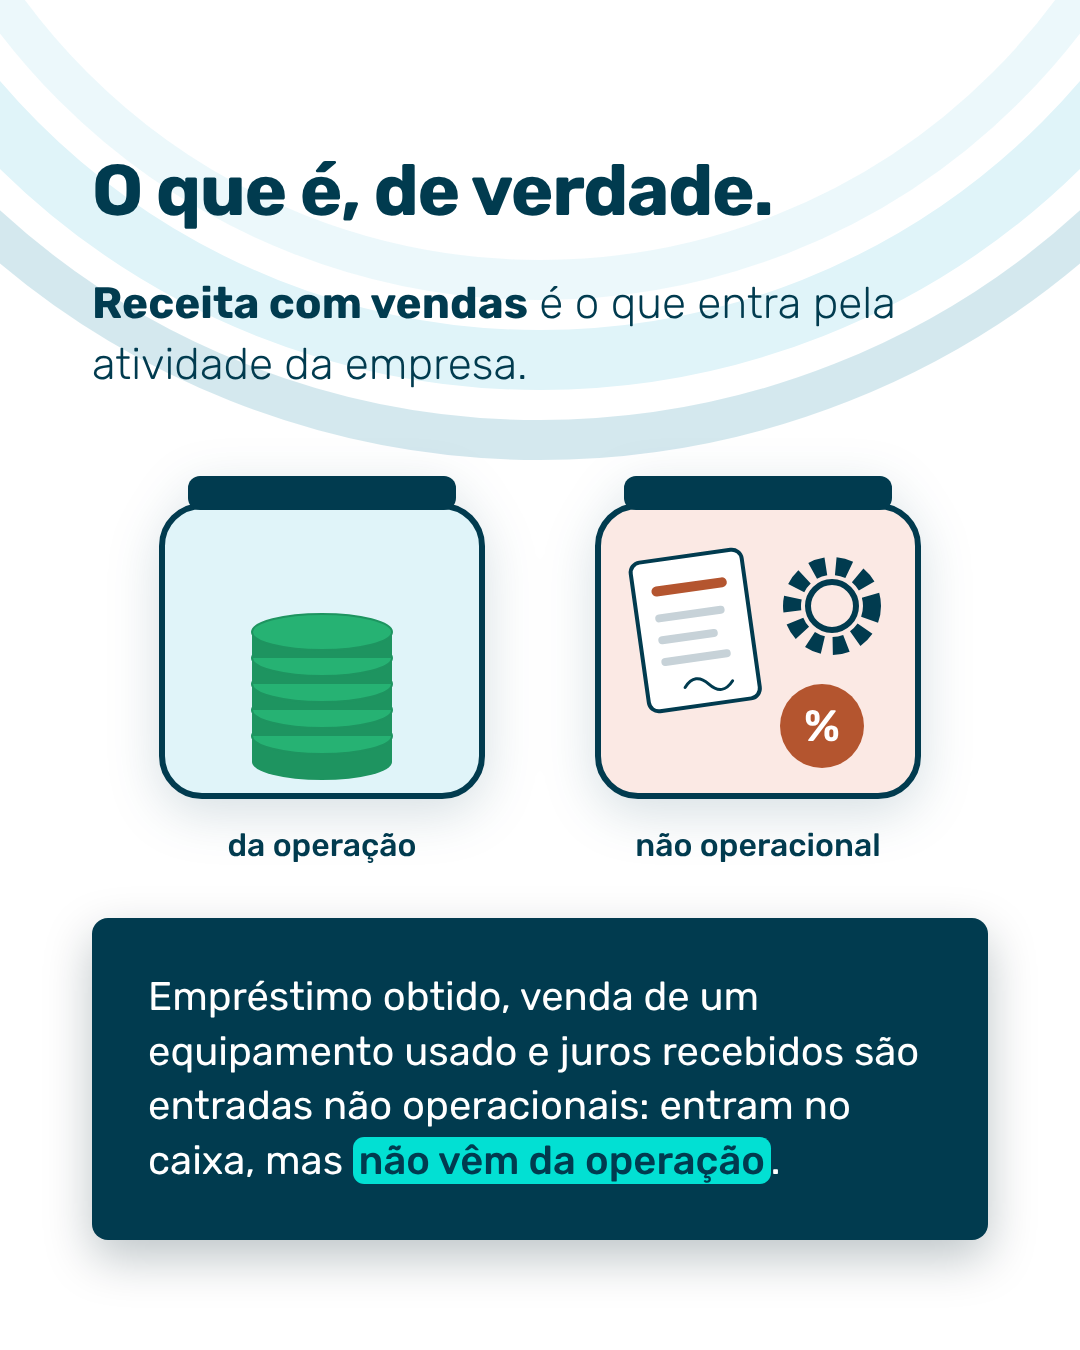 O que é, de verdade.
Receita com vendas é o que entra pela
atividade da empresa.
%
da operação
não operacional
Empréstimo obtido, venda de um
equipamento usado e juros recebidos são
entradas não operacionais: entram no
caixa, mas não vêm da operação.